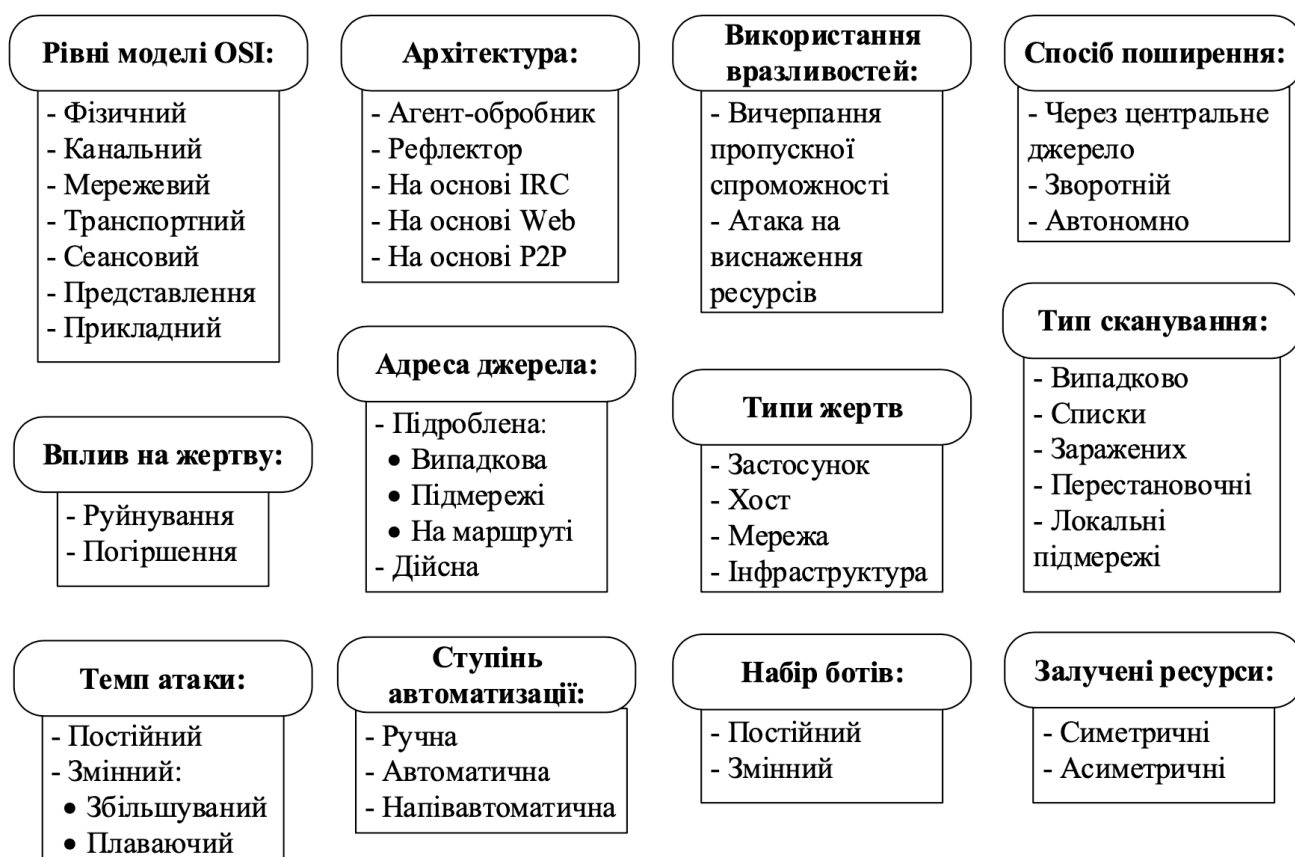 Рівні моделі OSI:
- Фізичний
- Канальний
- Мережевий
- Транспортний
- Сеансовий
- Представлення
- Прикладний
Архітектура:
- Агент-обробник
- Рефлектор
- На основі IRC
- На основі Web
- На основі P2P
Використання
вразливостей:
- Вичерпання
пропускної
спроможності
- Атака на
виснаження
ресурсів
Спосіб поширення:
- Через центральне
джерело
- Зворотній
- Автономно
Вплив на жертву:
- Руйнування
- Погіршення
Адреса джерела:
- Підроблена:
• Випадкова
• Підмережі
• На маршруті
- Дійсна
Типи жертв
- Застосунок
- Хост
- Мережа
- Інфраструктура
Тип сканування:
- Випадково
- Списки
- Заражених
- Перестановочні
- Локальні
підмережі
Темп атаки:
- Постійний
- Змінний:
• Збільшуваний
• Плаваючий
Ступінь
автоматизації:
- Ручна
- Автоматична
- Напівавтоматична
Набір ботів:
- Постійний
- Змінний
Залучені ресурси:
- Симетричні
- Асиметричні